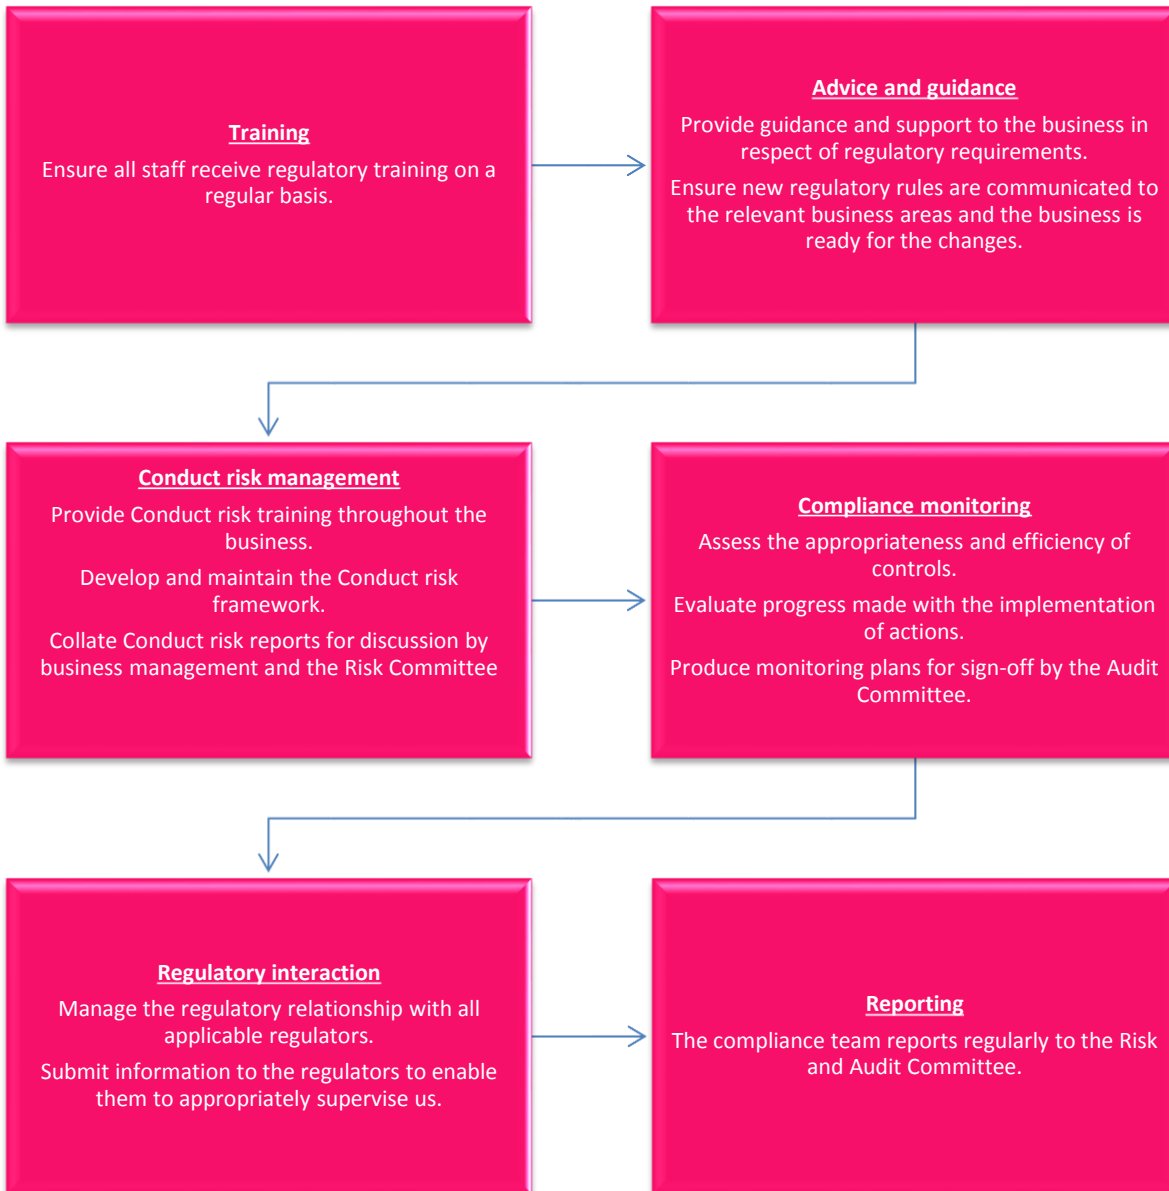 Training
Ensure all staff receive regulatory training on a
regular basis.
Advice and guidance
Provide guidance and support to the business in
respect of regulatory requirements.
Ensure new regulatory rules are communicated to
the relevant business areas and the business is
ready for the changes.
Conduct risk management
Provide Conduct risk training throughout the
business.
Develop and maintain the Conduct risk
framework.
Collate Conduct risk reports for discussion by
business management and the Risk Committee
Compliance monitoring
Assess the appropriateness and efficiency of
controls.
Evaluate progress made with the implementation
of actions.
Produce monitoring plans for sign-off by the Audit
Committee.
Regulatory interaction
Manage the regulatory relationship with all
applicable regulators.
Submit information to the regulators to enable
them to appropriately supervise us.
Reporting
The compliance team reports regularly to the Risk
and Audit Committee.